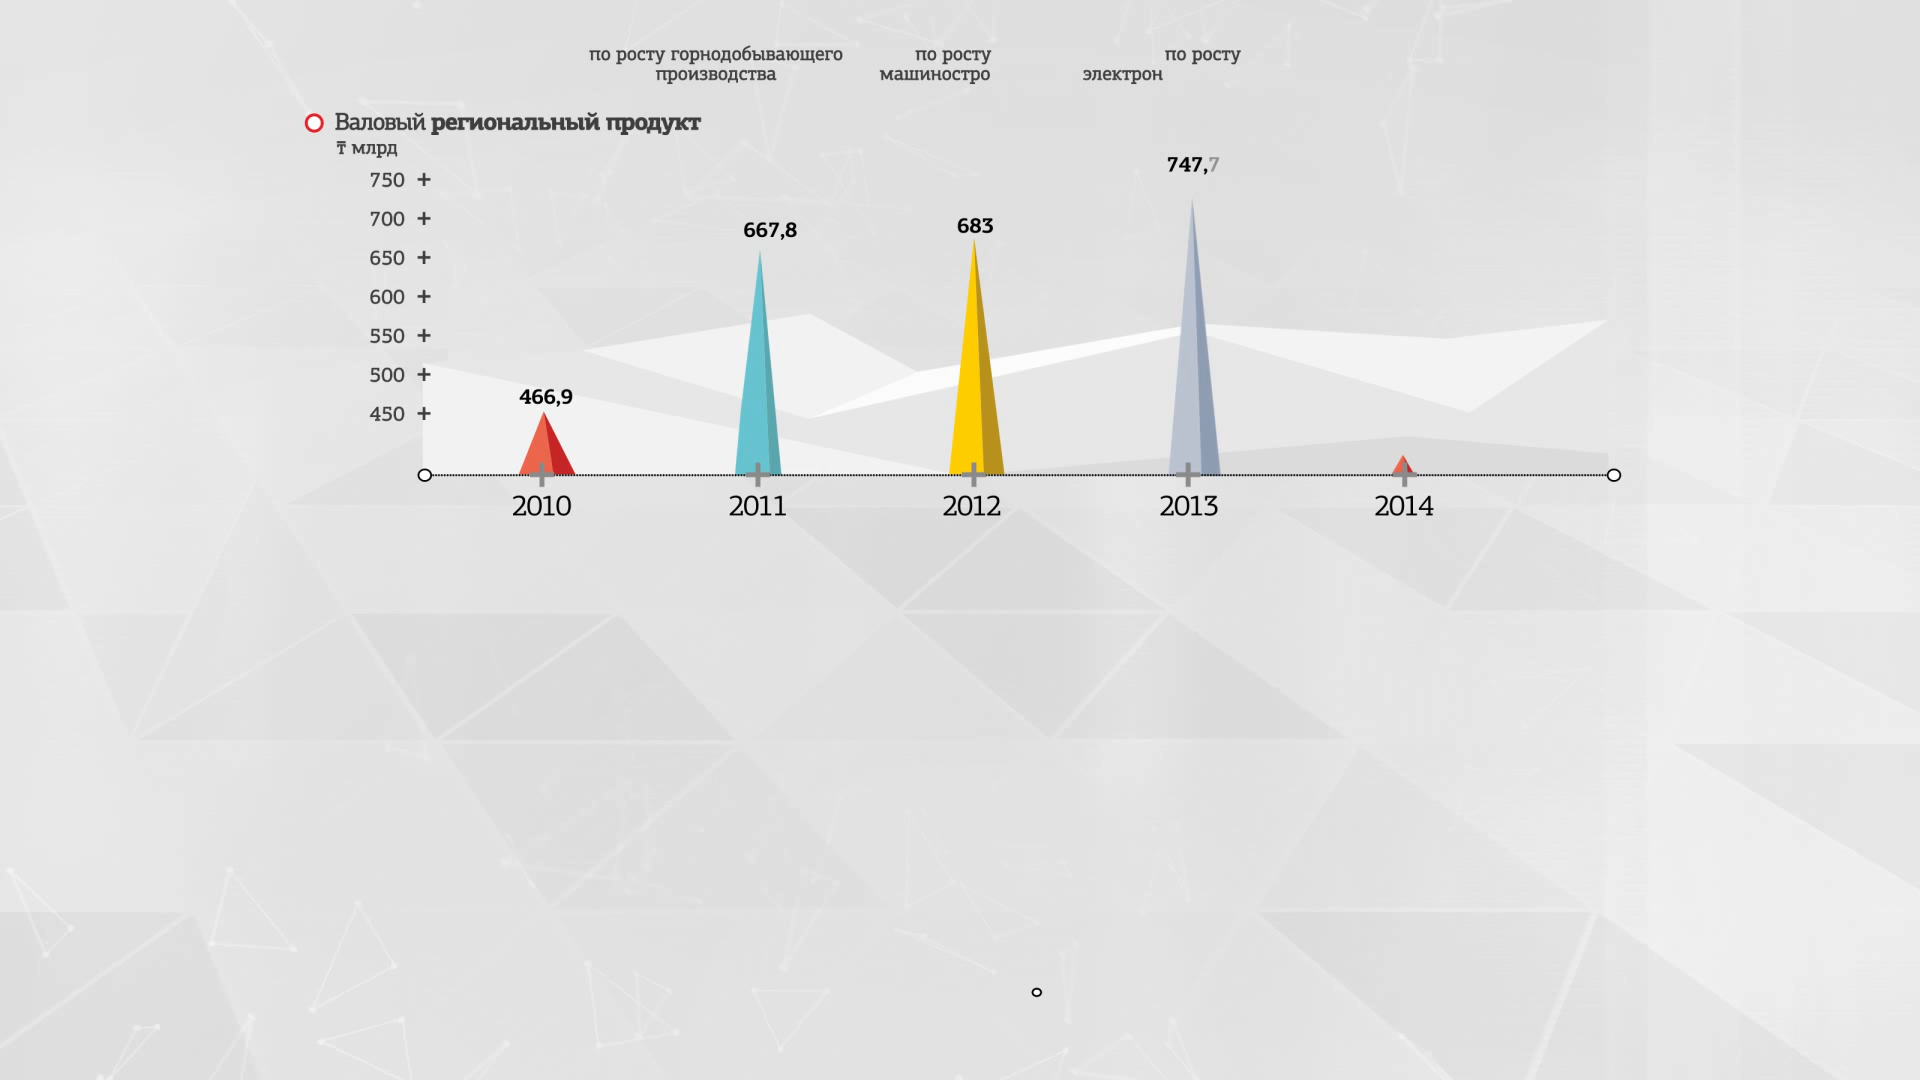 по росту горнодобывающего
производства
по росту
машиностро
по росту
электрон
Валовый региональный продукт
₸ млрд
750
700
650
600
550
500
450
466,9
667,8
683
747,7
2010
2011
2012
2013
2014